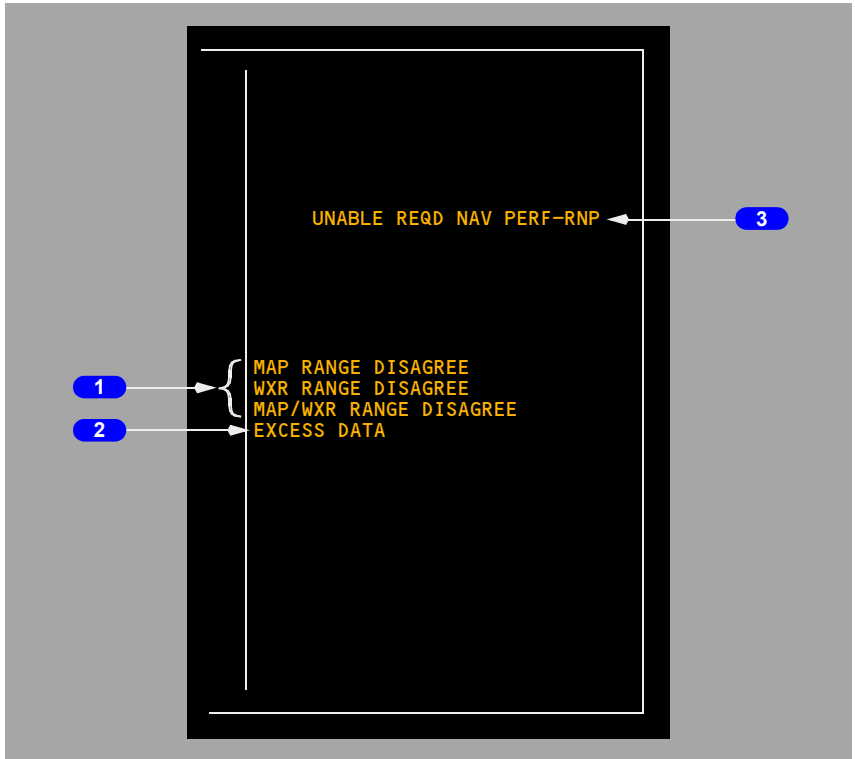 UNABLE REQD NAV PERF-RNP
3
MAP RANGE DISAGREE
1
WXR RANGE DISAGREE
MAP/WXR RANGE DISAGREE
2
EXCESS DATA